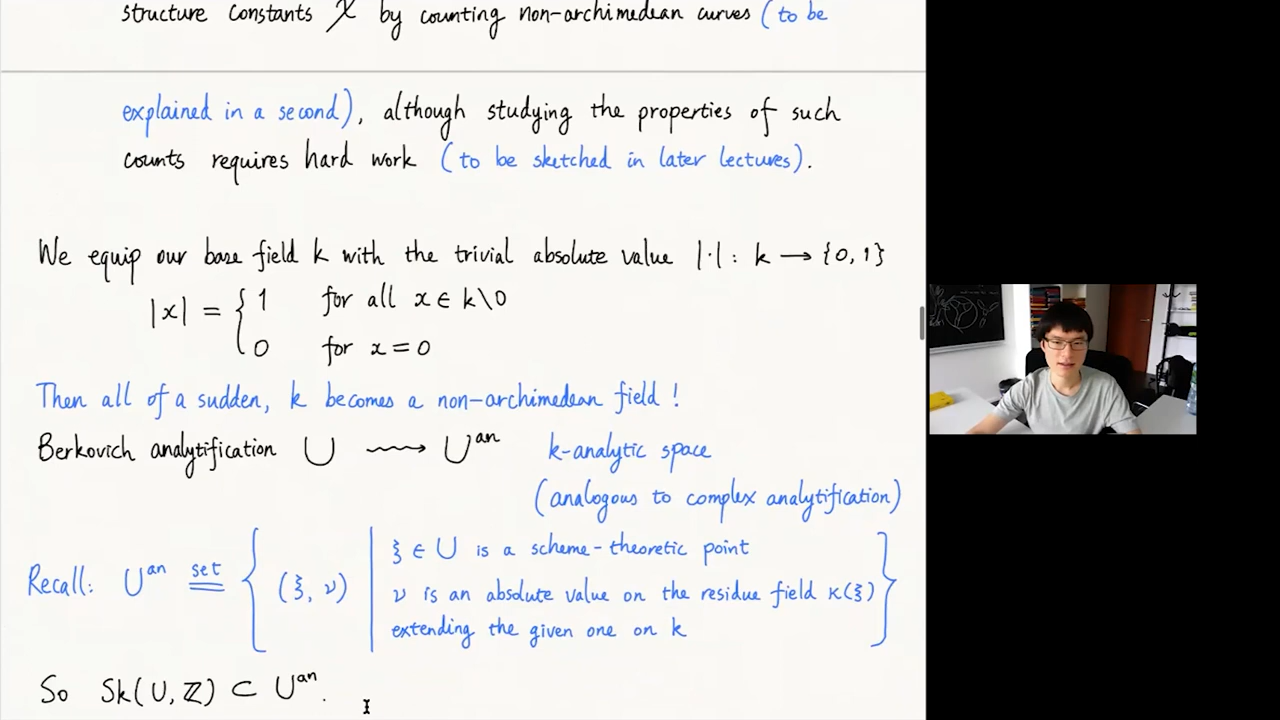 structure constants χ by counting non-archimedean curves (to be
explained in a second), although studying the properties of such
counts requires hard work (to be sketched in later lectures).
We equip our base field k with the trivial absolute value |·| : k ⟶ {0,1}
|x| = { 1 for all x ∈ k\0
0 for x = 0
Then all of a sudden, k becomes a non-archimedean field !
Berkovich analytification U ⇝ U^an k-analytic space
(analogous to complex analytification)
Recall: U^an =^set { (ξ, ν) | ξ ∈ U is a scheme-theoretic point
ν is an absolute value on the residue field κ(ξ)
extending the given one on k }
So Sk(U, ℤ) ⊂ U^an.